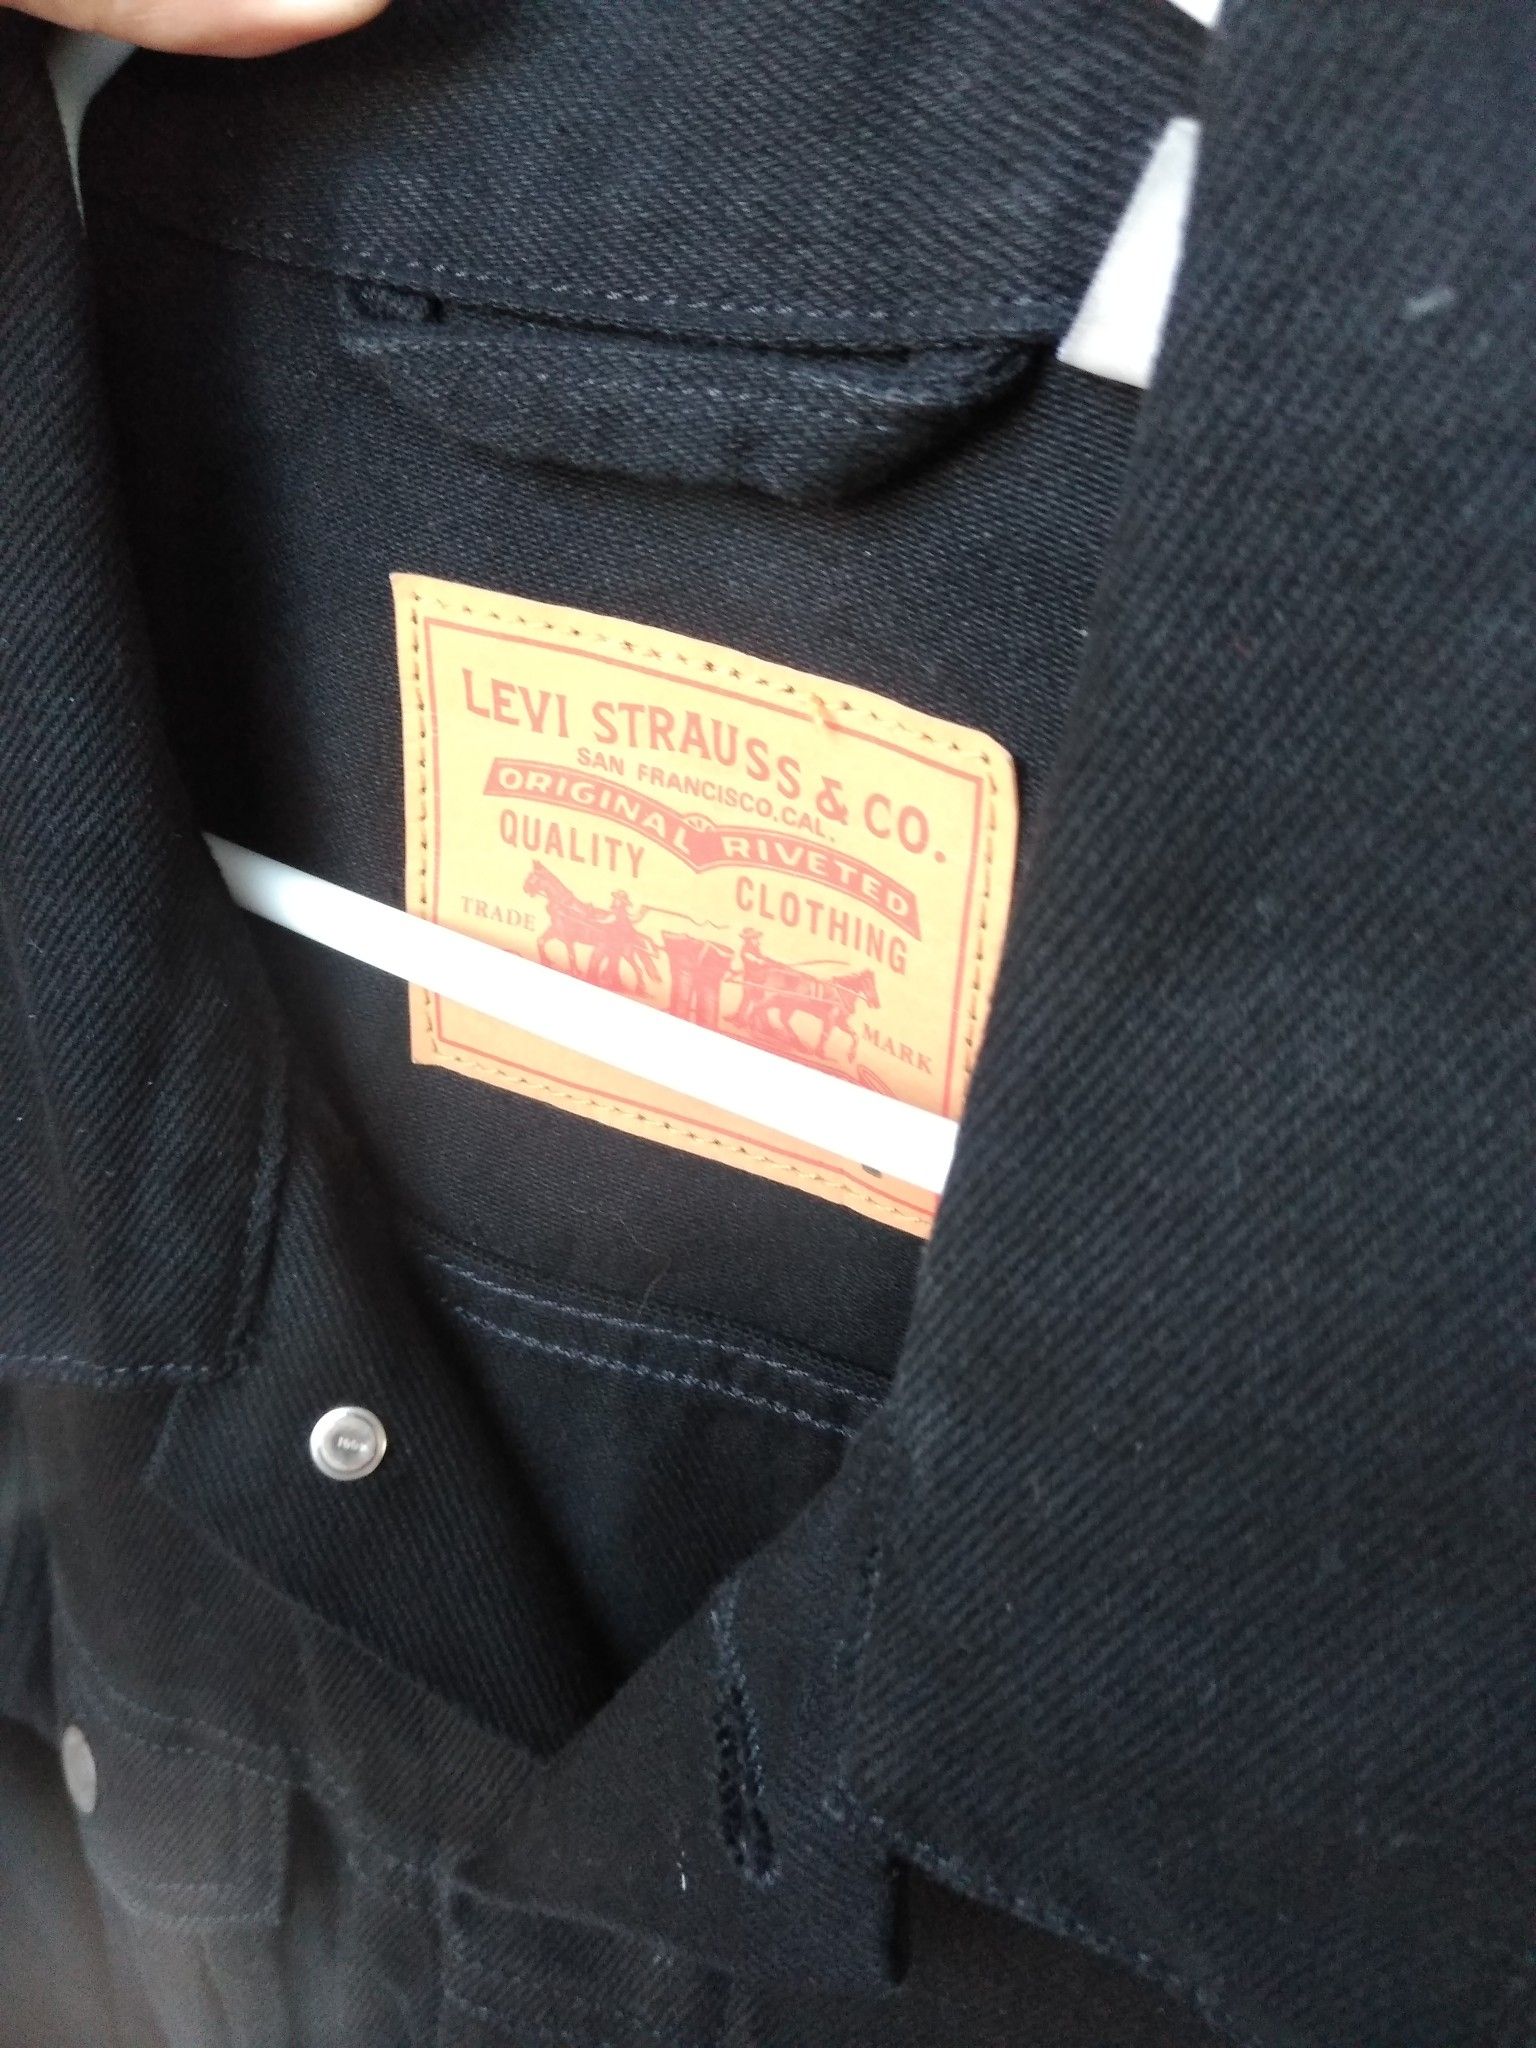 LEVI STRAUSS & CO.
SAN FRANCISCO, CAL.
ORIGINAL RIVETED
QUALITY CLOTHING
TRADE MARK